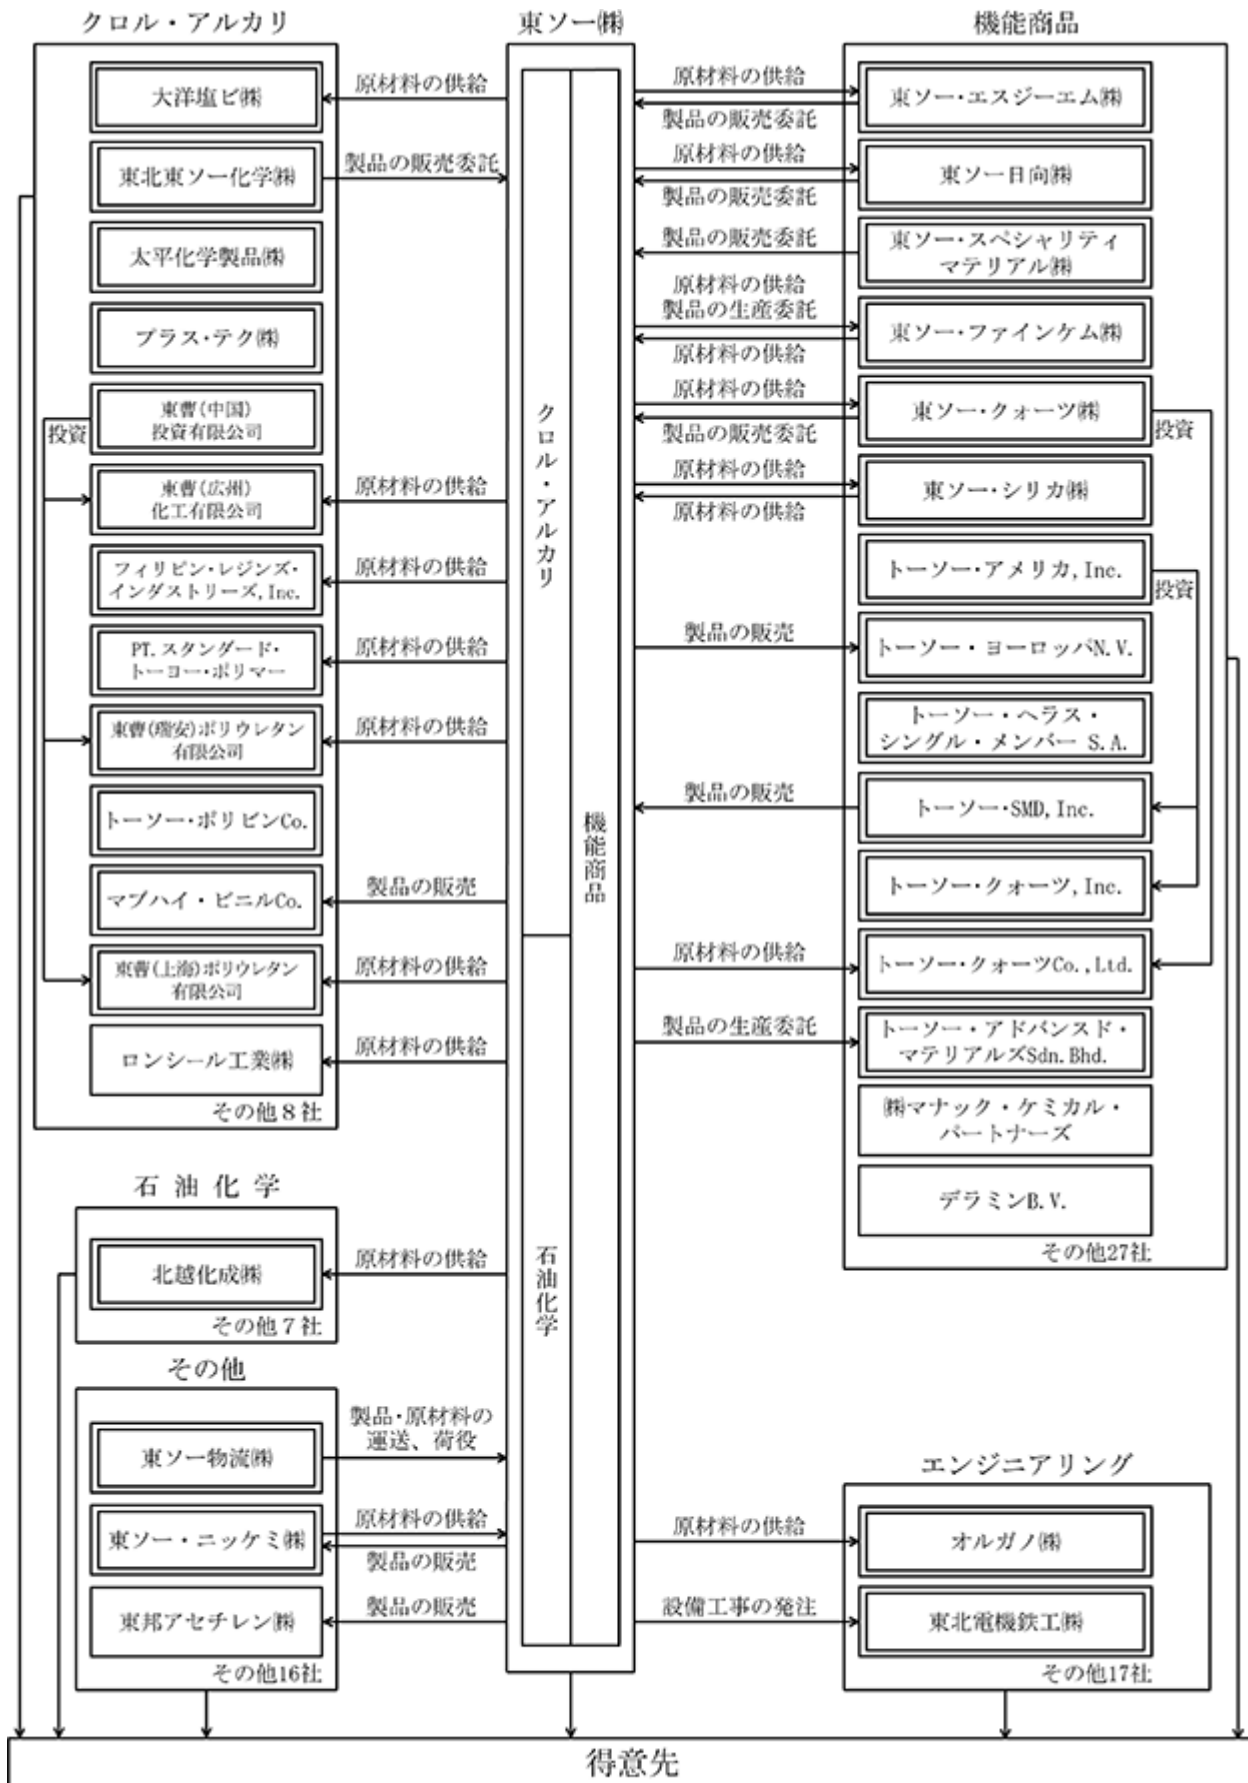 クロル・アルカリ
大洋塩ビ㈱
東北東ソー化学㈱
太平化学製品㈱
プラス・テク㈱
東曹(中国)
投資有限公司
投資
東曹(広州)
化工有限公司
フィリピン・レジンズ・
インダストリーズ,Inc.
PT.スタンダード・
トーヨー・ポリマー
東曹(瑞安)ポリウレタン
有限公司
トーソー・ポリビンCo.
マブハイ・ビニルCo.
東曹(上海)ポリウレタン
有限公司
ロンシール工業㈱
その他8社
石油化学
北越化成㈱
その他7社
その他
東ソー物流㈱
東ソー・ニッケミ㈱
東邦アセチレン㈱
その他16社
原材料の供給
製品の販売委託
原材料の供給
原材料の供給
原材料の供給
原材料の供給
製品の販売
原材料の供給
原材料の供給
原材料の供給
製品・原材料の
運送、荷役
原材料の供給
製品の販売
製品の販売
東ソー㈱
クロル・アルカリ
機能商品
石油化学
原材料の供給
製品の販売委託
原材料の供給
製品の販売委託
製品の販売委託
原材料の供給
製品の生産委託
原材料の供給
原材料の供給
製品の販売委託
原材料の供給
原材料の供給
製品の販売
製品の販売
原材料の供給
製品の生産委託
原材料の供給
設備工事の発注
機能商品
東ソー・エスジーエム㈱
東ソー日向㈱
東ソー・スペシャリティ
マテリアル㈱
東ソー・ファインケム㈱
東ソー・クォーツ㈱
投資
東ソー・シリカ㈱
トーソー・アメリカ,Inc.
投資
トーソー・ヨーロッパN.V.
トーソー・ヘラス・
シングル・メンバー S.A.
トーソー・SMD,Inc.
トーソー・クォーツ,Inc.
トーソー・クォーツCo.,Ltd.
トーソー・アドバンスド・
マテリアルズSdn.Bhd.
㈱マナック・ケミカル・
パートナーズ
デラミンB.V.
その他27社
エンジニアリング
オルガノ㈱
東北電機鉄工㈱
その他17社
得意先